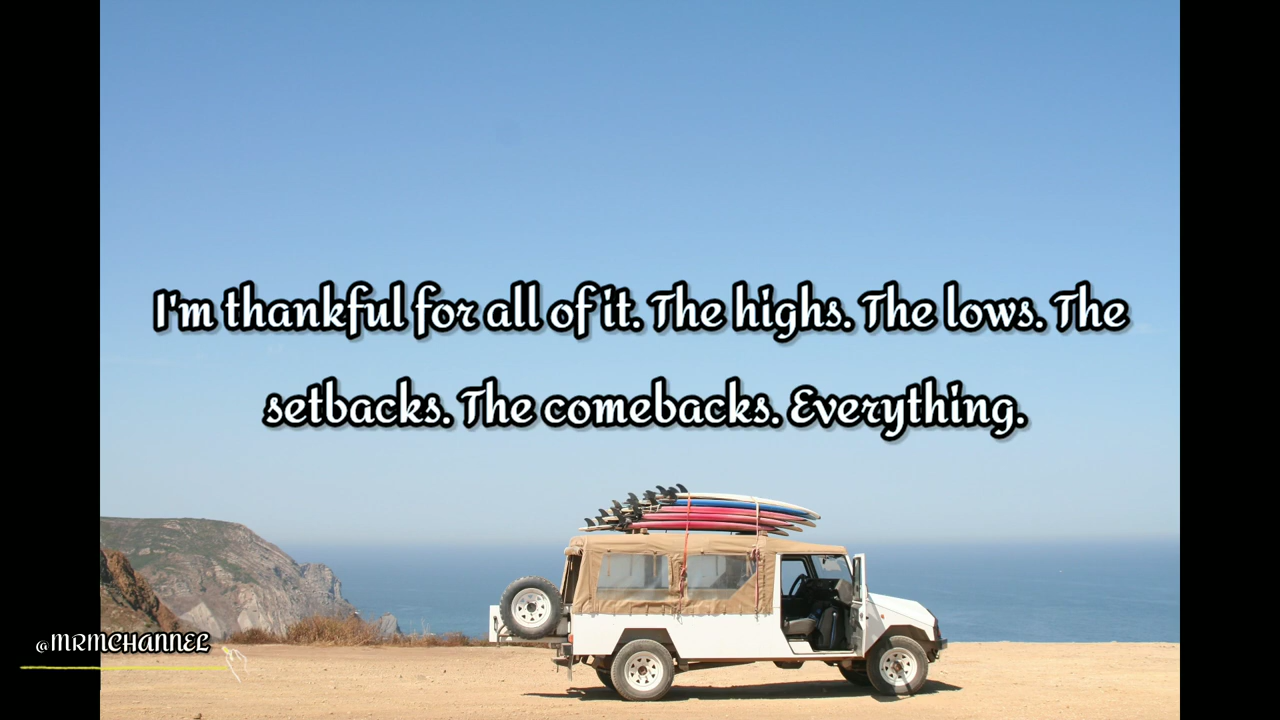 I'm thankful for all of it. The highs. The lows. The
setbacks. The comebacks. Everything.
@MRMCHANNEL